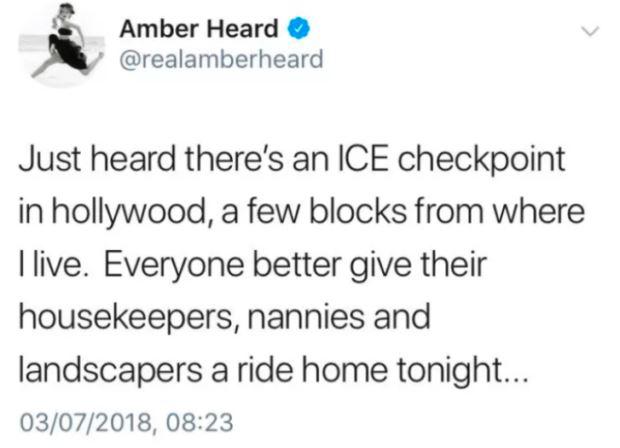 Amber Heard
@realamberheard
Just heard there's an ICE checkpoint
in hollywood, a few blocks from where
I live.  Everyone better give their
housekeepers, nannies and
landscapers a ride home tonight...
03/07/2018, 08:23